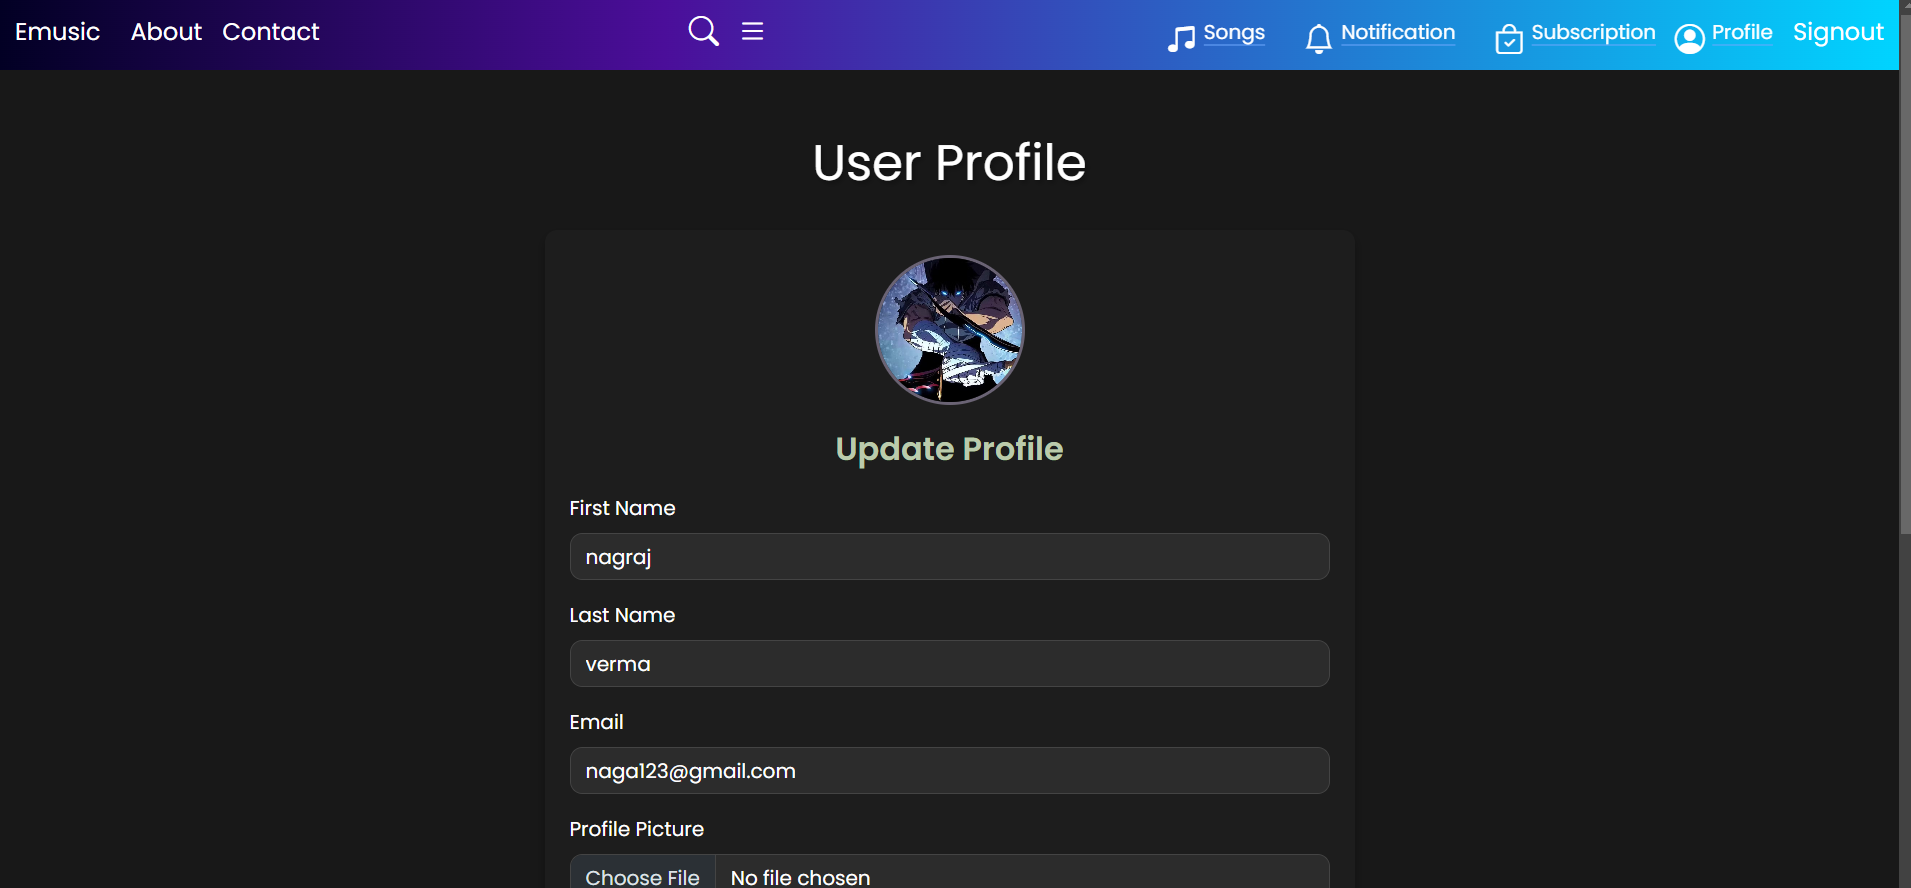 Emusic About Contact Songs Notification Subscription Profile Signout
User Profile
Update Profile
First Name
nagraj
Last Name
verma
Email
naga123@gmail.com
Profile Picture
Choose File No file chosen